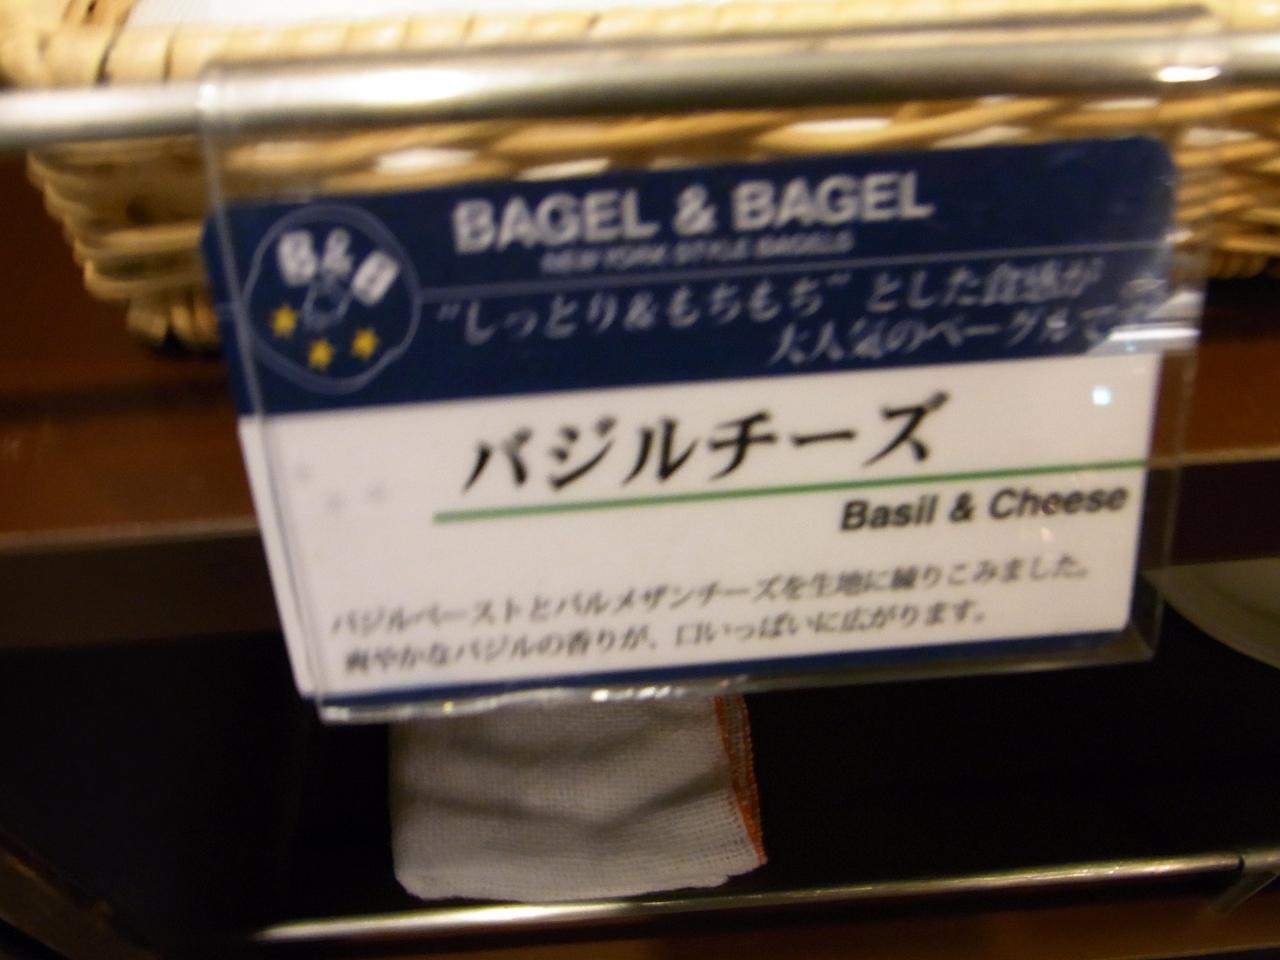 B&B
BAGEL & BAGEL
NEW YORK STYLE BAGELS
"しっとり&もちもち" とした食感が
大人気のベーグルです
バジルチーズ
Basil & Cheese
バジルペーストとパルメザンチーズを生地に練りこみました。
爽やかなバジルの香りが、口いっぱいに広がります。